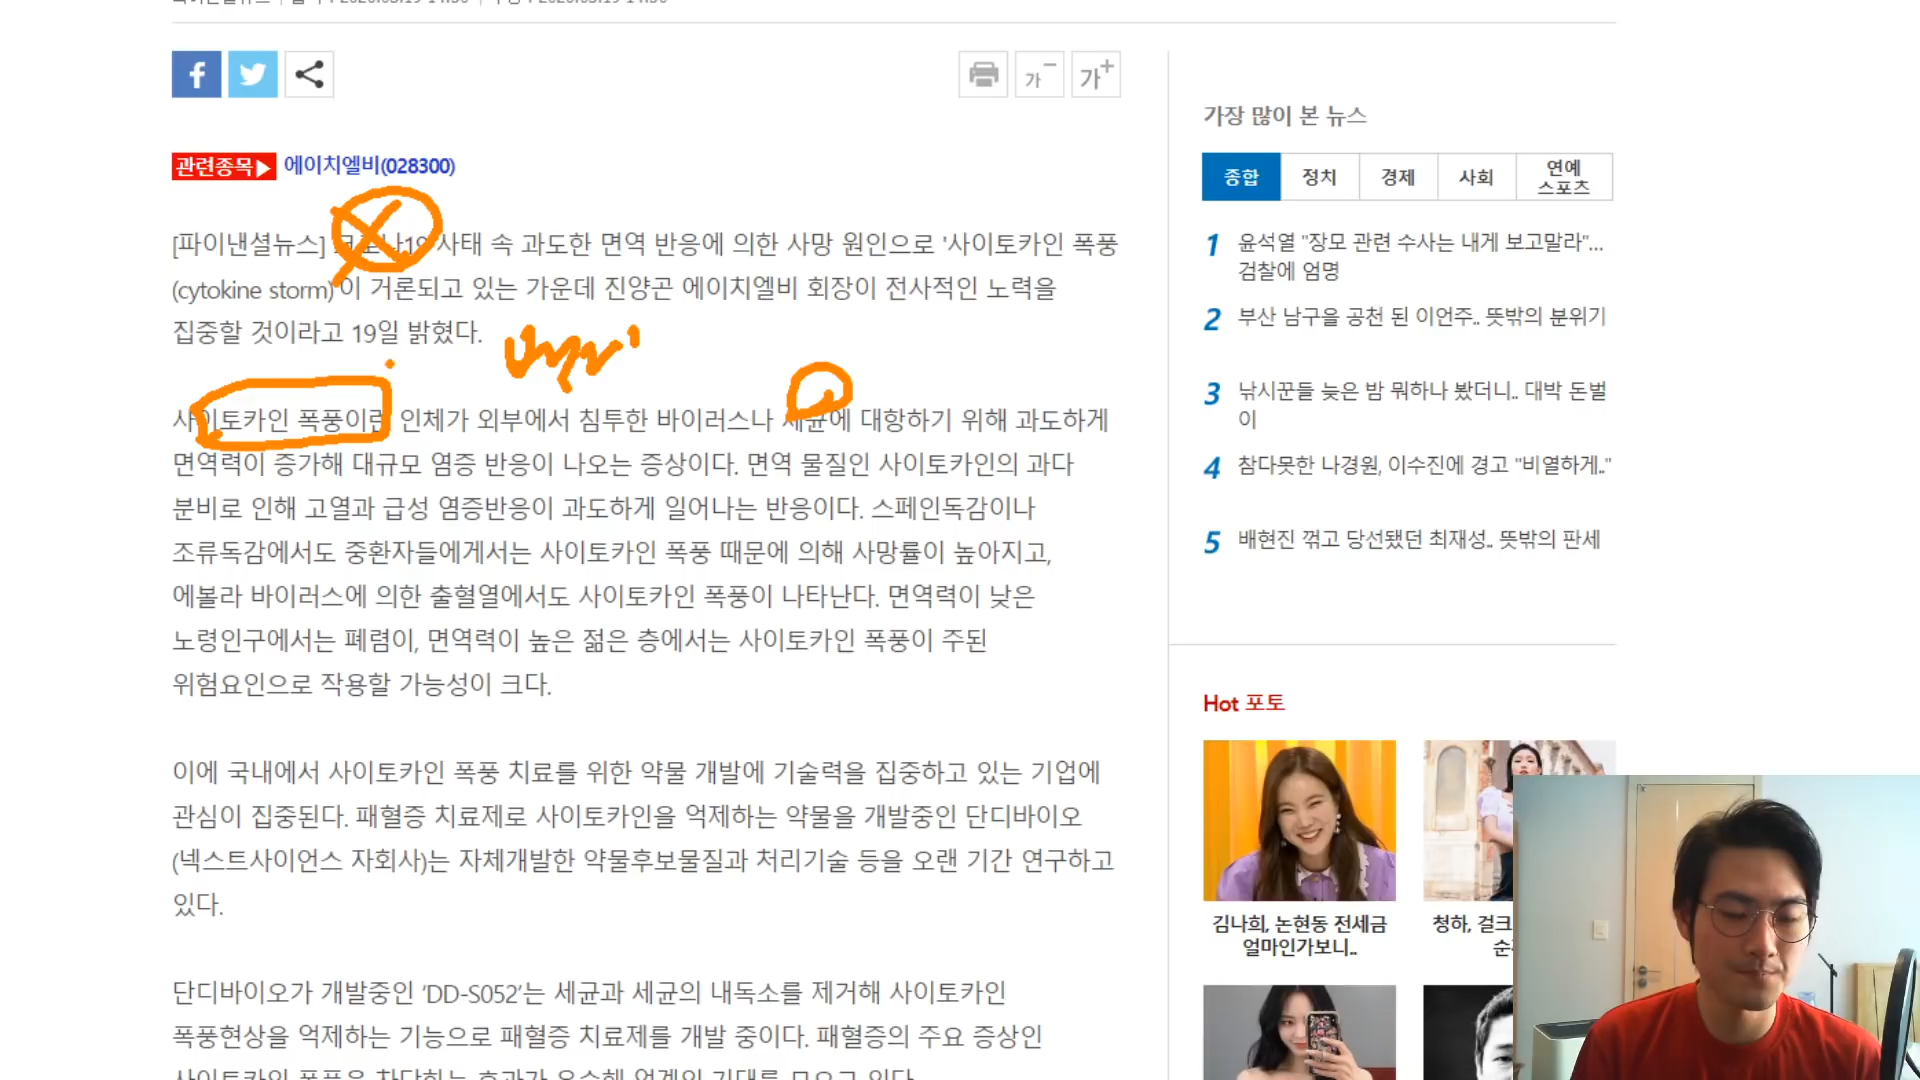 가
가
관련종목▶ 에이치엘비(028300)
[파이낸셜뉴스] 사태 속 과도한 면역 반응에 의한 사망 원인으로 '사이토카인 폭풍
(cytokine storm)'이 거론되고 있는 가운데 진양곤 에이치엘비 회장이 전사적인 노력을
집중할 것이라고 19일 밝혔다.
사이토카인 폭풍이란 인체가 외부에서 침투한 바이러스나 세균에 대항하기 위해 과도하게
면역력이 증가해 대규모 염증 반응이 나오는 증상이다. 면역 물질인 사이토카인의 과다
분비로 인해 고열과 급성 염증반응이 과도하게 일어나는 반응이다. 스페인독감이나
조류독감에서도 중환자들에게서는 사이토카인 폭풍 때문에 의해 사망률이 높아지고,
에볼라 바이러스에 의한 출혈열에서도 사이토카인 폭풍이 나타난다. 면역력이 낮은
노령인구에서는 폐렴이, 면역력이 높은 젊은 층에서는 사이토카인 폭풍이 주된
위험요인으로 작용할 가능성이 크다.
이에 국내에서 사이토카인 폭풍 치료를 위한 약물 개발에 기술력을 집중하고 있는 기업에
관심이 집중된다. 패혈증 치료제로 사이토카인을 억제하는 약물을 개발중인 단디바이오
(넥스트사이언스 자회사)는 자체개발한 약물후보물질과 처리기술 등을 오랜 기간 연구하고
있다.
단디바이오가 개발중인 ‘DD-S052’는 세균과 세균의 내독소를 제거해 사이토카인
폭풍현상을 억제하는 기능으로 패혈증 치료제를 개발 중이다. 패혈증의 주요 증상인
가장 많이 본 뉴스
종합 정치 경제 사회 연예
스포츠
1 윤석열 "장모 관련 수사는 내게 보고말라"...
검찰에 엄명
2 부산 남구을 공천 된 이언주.. 뜻밖의 분위기
3 낚시꾼들 늦은 밤 뭐하나 봤더니.. 대박 돈벌
이
4 참다못한 나경원, 이수진에 경고 "비열하게.."
5 배현진 꺾고 당선됐던 최재성.. 뜻밖의 판세
Hot 포토
김나희, 논현동 전세금
얼마인가보니..
청하, 걸크